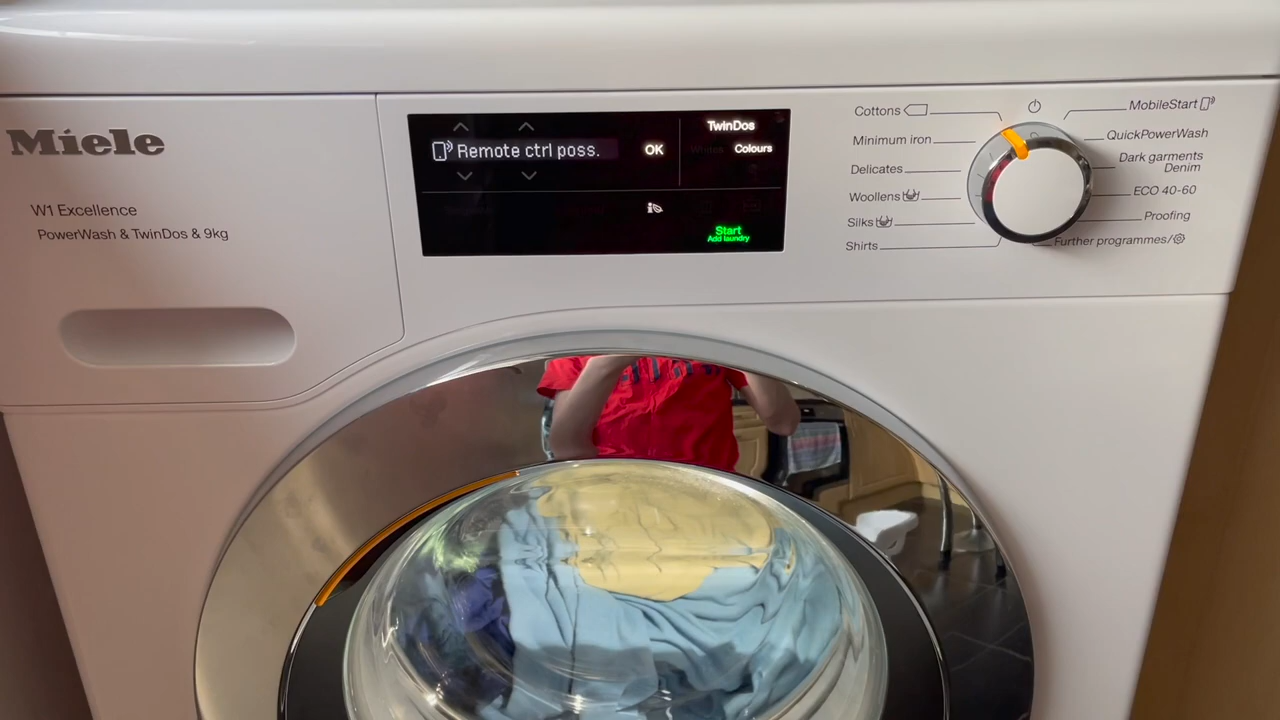 Miele
W1 Excellence
PowerWash & TwinDos & 9kg
Remote ctrl poss.
OK
TwinDos
Whites
Colours
Start
Add laundry
Cottons
Minimum iron
Delicates
Woollens
Silks
Shirts
MobileStart
QuickPowerWash
Dark garments
Denim
ECO 40-60
Proofing
Further programmes/